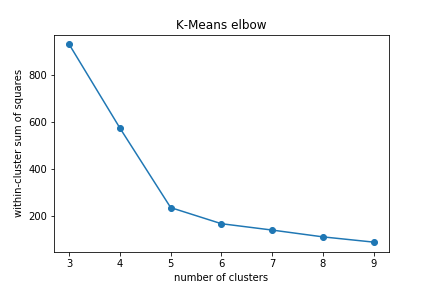 K-Means elbow
within-cluster sum of squares
800
600
400
200
3 4 5 6 7 8 9
number of clusters